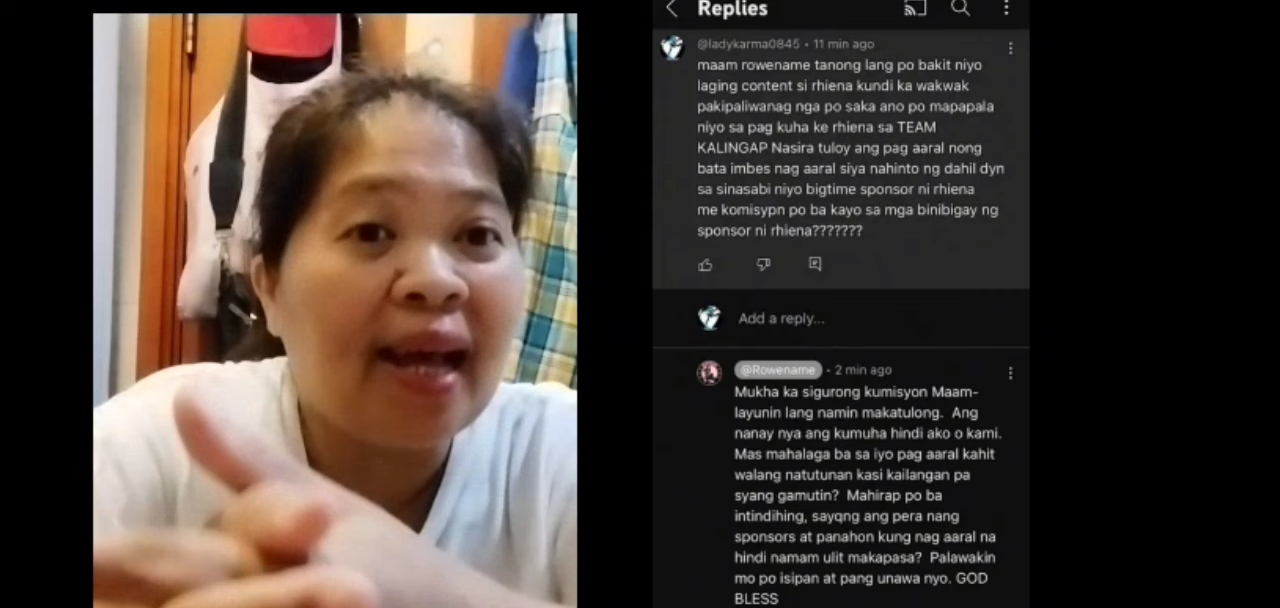 Replies
@ladykarma0845 • 11 min ago
maam rowename tanong lang po bakit niyo
laging content si rhiena kundi ka wakwak
pakipaliwanag nga po saka ano po mapapala
niyo sa pag kuha ke rhiena sa TEAM
KALINGAP Nasira tuloy ang pag aaral nong
bata imbes nag aaral siya nahinto ng dahil dyn
sa sinasabi niyo bigtime sponsor ni rhiena
me komisypn po ba kayo sa mga binibigay ng
sponsor ni rhiena???????
Add a reply...
@Rowename • 2 min ago
Mukha ka sigurong kumisyon Maam-
layunin lang namin makatulong. Ang
nanay nya ang kumuha hindi ako o kami.
Mas mahalaga ba sa iyo pag aaral kahit
walang natutunan kasi kailangan pa
syang gamutin? Mahirap po ba
intindihing, sayqng ang pera nang
sponsors at panahon kung nag aaral na
hindi namam ulit makapasa? Palawakin
mo po isipan at pang unawa nyo. GOD
BLESS